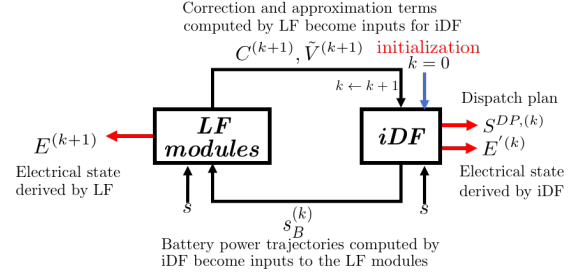 Correction and approximation terms
computed by LF become inputs for iDF
C^{(k+1)}, \tilde{V}^{(k+1)}
initialization
k = 0
k ← k + 1
Dispatch plan
LF
modules
iDF
S^{DP,(k)}
E^{'(k)}
E^{(k+1)}
Electrical state
derived by LF
Electrical state
derived by iDF
s
s
s_B^{(k)}
Battery power trajectories computed by
iDF become inputs to the LF modules